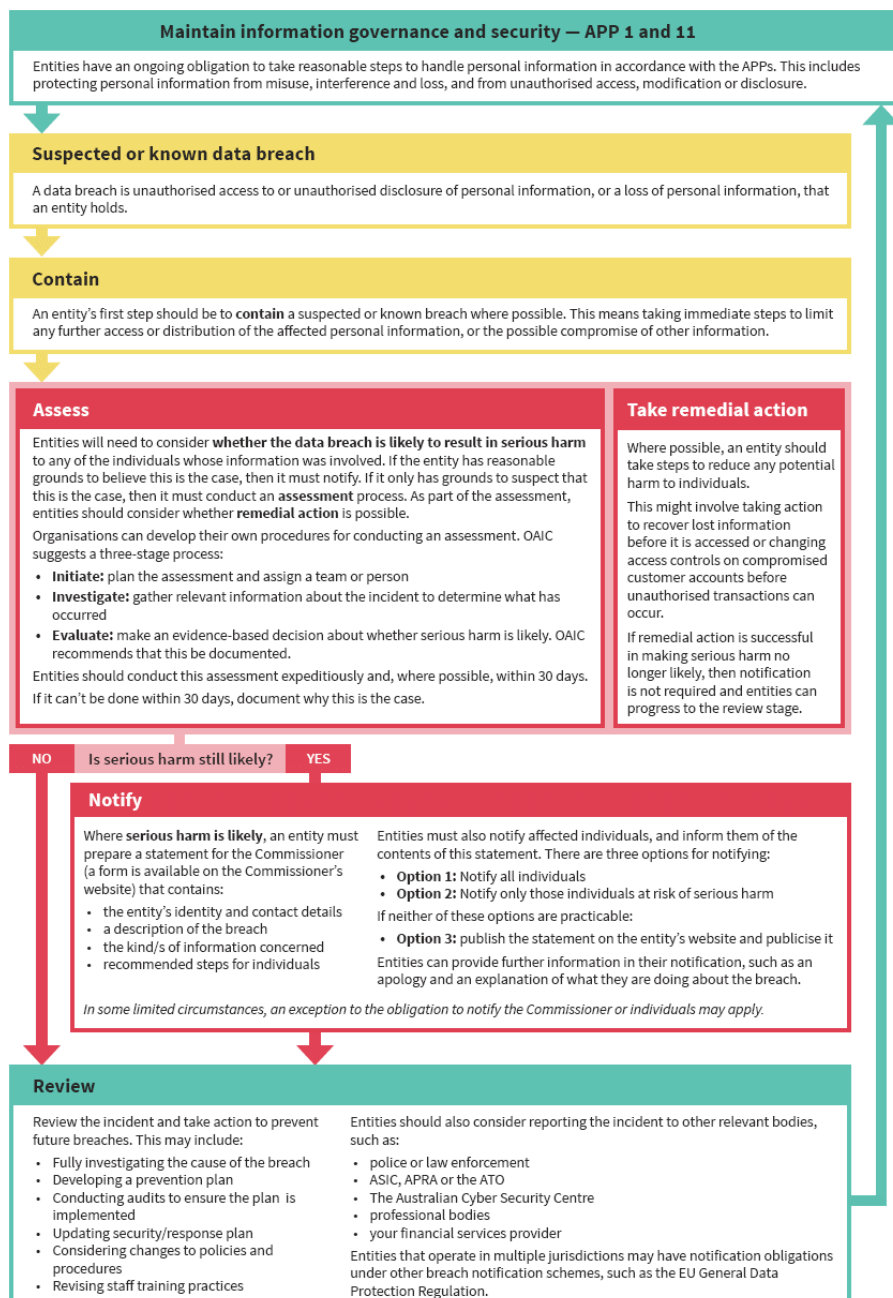 Maintain information governance and security — APP 1 and 11
Entities have an ongoing obligation to take reasonable steps to handle personal information in accordance with the APPs. This includes
protecting personal information from misuse, interference and loss, and from unauthorised access, modification or disclosure.
Suspected or known data breach
A data breach is unauthorised access to or unauthorised disclosure of personal information, or a loss of personal information, that
an entity holds.
Contain
An entity's first step should be to contain a suspected or known breach where possible. This means taking immediate steps to limit
any further access or distribution of the affected personal information, or the possible compromise of other information.
Assess
Entities will need to consider whether the data breach is likely to result in serious harm
to any of the individuals whose information was involved. If the entity has reasonable
grounds to believe this is the case, then it must notify. If it only has grounds to suspect that
this is the case, then it must conduct an assessment process. As part of the assessment,
entities should consider whether remedial action is possible.
Organisations can develop their own procedures for conducting an assessment. OAIC
suggests a three-stage process:
• Initiate: plan the assessment and assign a team or person
• Investigate: gather relevant information about the incident to determine what has
occurred
• Evaluate: make an evidence-based decision about whether serious harm is likely. OAIC
recommends that this be documented.
Entities should conduct this assessment expeditiously and, where possible, within 30 days.
If it can't be done within 30 days, document why this is the case.
Take remedial action
Where possible, an entity should
take steps to reduce any potential
harm to individuals.
This might involve taking action
to recover lost information
before it is accessed or changing
access controls on compromised
customer accounts before
unauthorised transactions can
occur.
If remedial action is successful
in making serious harm no
longer likely, then notification
is not required and entities can
progress to the review stage.
NO
Is serious harm still likely?
YES
Notify
Where serious harm is likely, an entity must
prepare a statement for the Commissioner
(a form is available on the Commissioner's
website) that contains:
• the entity's identity and contact details
• a description of the breach
• the kind/s of information concerned
• recommended steps for individuals
Entities must also notify affected individuals, and inform them of the
contents of this statement. There are three options for notifying:
• Option 1: Notify all individuals
• Option 2: Notify only those individuals at risk of serious harm
If neither of these options are practicable:
• Option 3: publish the statement on the entity's website and publicise it
Entities can provide further information in their notification, such as an
apology and an explanation of what they are doing about the breach.
In some limited circumstances, an exception to the obligation to notify the Commissioner or individuals may apply.
Review
Review the incident and take action to prevent
future breaches. This may include:
• Fully investigating the cause of the breach
• Developing a prevention plan
• Conducting audits to ensure the plan is
implemented
• Updating security/response plan
• Considering changes to policies and
procedures
• Revising staff training practices
Entities should also consider reporting the incident to other relevant bodies,
such as:
• police or law enforcement
• ASIC, APRA or the ATO
• The Australian Cyber Security Centre
• professional bodies
• your financial services provider
Entities that operate in multiple jurisdictions may have notification obligations
under other breach notification schemes, such as the EU General Data
Protection Regulation.